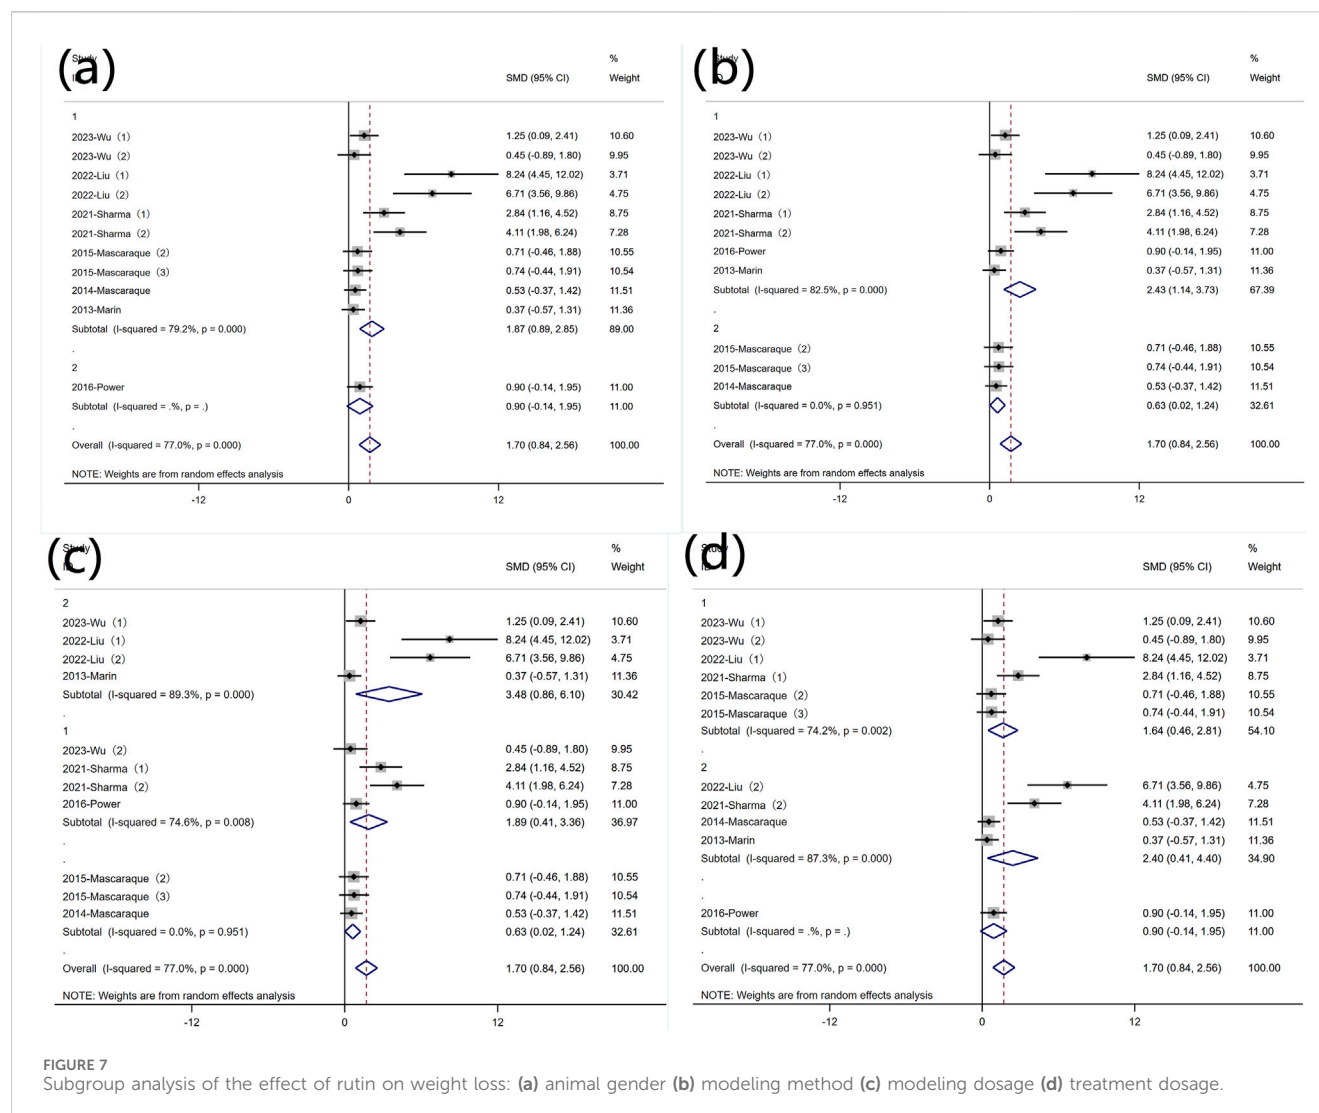 (a)
Study
ID
%
SMD (95% CI) Weight
1
2023-Wu（1） 1.25 (0.09, 2.41) 10.60
2023-Wu（2） 0.45 (-0.89, 1.80) 9.95
2022-Liu（1） 8.24 (4.45, 12.02) 3.71
2022-Liu（2） 6.71 (3.56, 9.86) 4.75
2021-Sharma（1） 2.84 (1.16, 4.52) 8.75
2021-Sharma（2） 4.11 (1.98, 6.24) 7.28
2015-Mascaraque（2） 0.71 (-0.46, 1.88) 10.55
2015-Mascaraque（3） 0.74 (-0.44, 1.91) 10.54
2014-Mascaraque 0.53 (-0.37, 1.42) 11.51
2013-Marin 0.37 (-0.57, 1.31) 11.36
Subtotal (I-squared = 79.2%, p = 0.000) 1.87 (0.89, 2.85) 89.00
.
2
2016-Power 0.90 (-0.14, 1.95) 11.00
Subtotal (I-squared = .%, p = .) 0.90 (-0.14, 1.95) 11.00
.
Overall (I-squared = 77.0%, p = 0.000) 1.70 (0.84, 2.56) 100.00
NOTE: Weights are from random effects analysis
-12 0 12
(b)
Study
ID
%
SMD (95% CI) Weight
1
2023-Wu（1） 1.25 (0.09, 2.41) 10.60
2023-Wu（2） 0.45 (-0.89, 1.80) 9.95
2022-Liu（1） 8.24 (4.45, 12.02) 3.71
2022-Liu（2） 6.71 (3.56, 9.86) 4.75
2021-Sharma（1） 2.84 (1.16, 4.52) 8.75
2021-Sharma（2） 4.11 (1.98, 6.24) 7.28
2016-Power 0.90 (-0.14, 1.95) 11.00
2013-Marin 0.37 (-0.57, 1.31) 11.36
Subtotal (I-squared = 82.5%, p = 0.000) 2.43 (1.14, 3.73) 67.39
.
2
2015-Mascaraque（2） 0.71 (-0.46, 1.88) 10.55
2015-Mascaraque（3） 0.74 (-0.44, 1.91) 10.54
2014-Mascaraque 0.53 (-0.37, 1.42) 11.51
Subtotal (I-squared = 0.0%, p = 0.951) 0.63 (0.02, 1.24) 32.61
.
Overall (I-squared = 77.0%, p = 0.000) 1.70 (0.84, 2.56) 100.00
NOTE: Weights are from random effects analysis
-12 0 12
(c)
Study
ID
%
SMD (95% CI) Weight
2
2023-Wu（1） 1.25 (0.09, 2.41) 10.60
2022-Liu（1） 8.24 (4.45, 12.02) 3.71
2022-Liu（2） 6.71 (3.56, 9.86) 4.75
2013-Marin 0.37 (-0.57, 1.31) 11.36
Subtotal (I-squared = 89.3%, p = 0.000) 3.48 (0.86, 6.10) 30.42
.
1
2023-Wu（2） 0.45 (-0.89, 1.80) 9.95
2021-Sharma（1） 2.84 (1.16, 4.52) 8.75
2021-Sharma（2） 4.11 (1.98, 6.24) 7.28
2016-Power 0.90 (-0.14, 1.95) 11.00
Subtotal (I-squared = 74.6%, p = 0.008) 1.89 (0.41, 3.36) 36.97
.
.
2015-Mascaraque（2） 0.71 (-0.46, 1.88) 10.55
2015-Mascaraque（3） 0.74 (-0.44, 1.91) 10.54
2014-Mascaraque 0.53 (-0.37, 1.42) 11.51
Subtotal (I-squared = 0.0%, p = 0.951) 0.63 (0.02, 1.24) 32.61
.
Overall (I-squared = 77.0%, p = 0.000) 1.70 (0.84, 2.56) 100.00
NOTE: Weights are from random effects analysis
-12 0 12
(d)
Study
ID
%
SMD (95% CI) Weight
1
2023-Wu（1） 1.25 (0.09, 2.41) 10.60
2023-Wu（2） 0.45 (-0.89, 1.80) 9.95
2022-Liu（1） 8.24 (4.45, 12.02) 3.71
2021-Sharma（1） 2.84 (1.16, 4.52) 8.75
2015-Mascaraque（2） 0.71 (-0.46, 1.88) 10.55
2015-Mascaraque（3） 0.74 (-0.44, 1.91) 10.54
Subtotal (I-squared = 74.2%, p = 0.002) 1.64 (0.46, 2.81) 54.10
.
2
2022-Liu（2） 6.71 (3.56, 9.86) 4.75
2021-Sharma（2） 4.11 (1.98, 6.24) 7.28
2014-Mascaraque 0.53 (-0.37, 1.42) 11.51
2013-Marin 0.37 (-0.57, 1.31) 11.36
Subtotal (I-squared = 87.3%, p = 0.000) 2.40 (0.41, 4.40) 34.90
.
.
2016-Power 0.90 (-0.14, 1.95) 11.00
Subtotal (I-squared = .%, p = .) 0.90 (-0.14, 1.95) 11.00
.
Overall (I-squared = 77.0%, p = 0.000) 1.70 (0.84, 2.56) 100.00
NOTE: Weights are from random effects analysis
-12 0 12
FIGURE 7
Subgroup analysis of the effect of rutin on weight loss: (a) animal gender (b) modeling method (c) modeling dosage (d) treatment dosage.